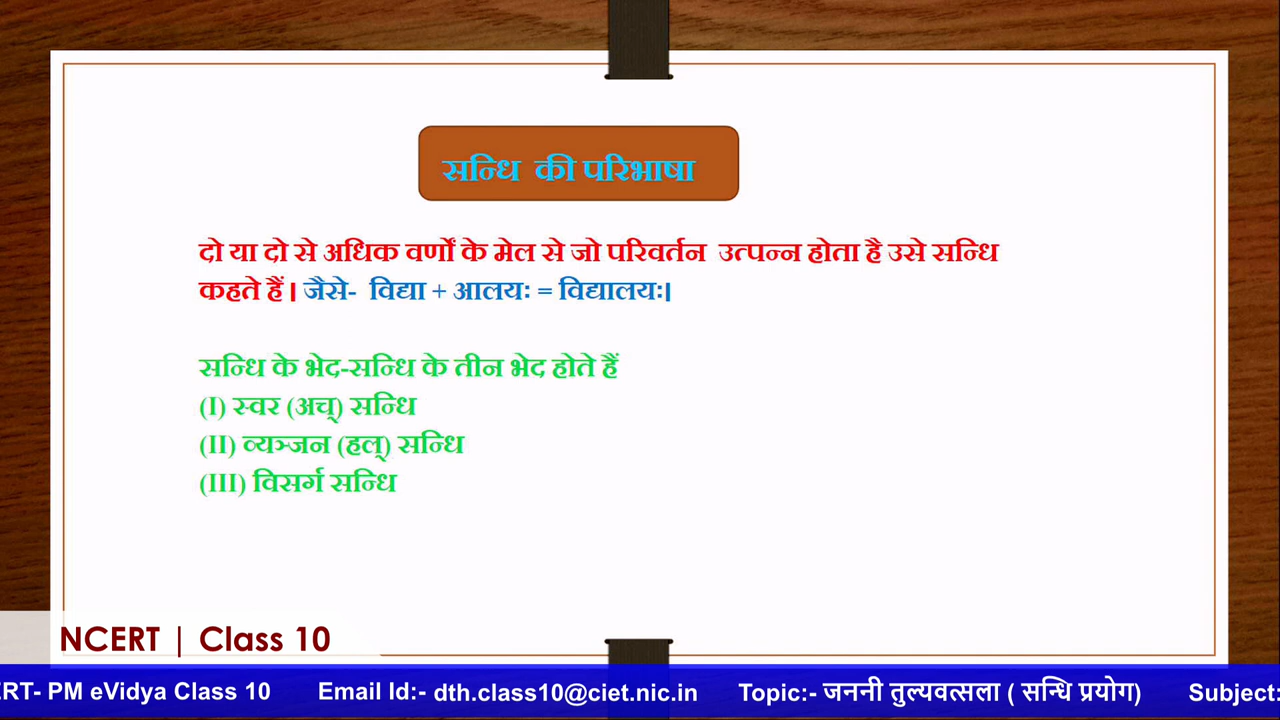 सन्धि की परिभाषा
दो या दो से अधिक वर्णों के मेल से जो परिवर्तन उत्पन्न होता है उसे सन्धि
कहते हैं। जैसे- विद्या + आलयः = विद्यालयः।
सन्धि के भेद-सन्धि के तीन भेद होते हैं
(I) स्वर (अच्) सन्धि
(II) व्यञ्जन (हल्) सन्धि
(III) विसर्ग सन्धि
NCERT | Class 10
ERT- PM eVidya Class 10 Email Id:- dth.class10@ciet.nic.in Topic:- जननी तुल्यवत्सला ( सन्धि प्रयोग) Subject: